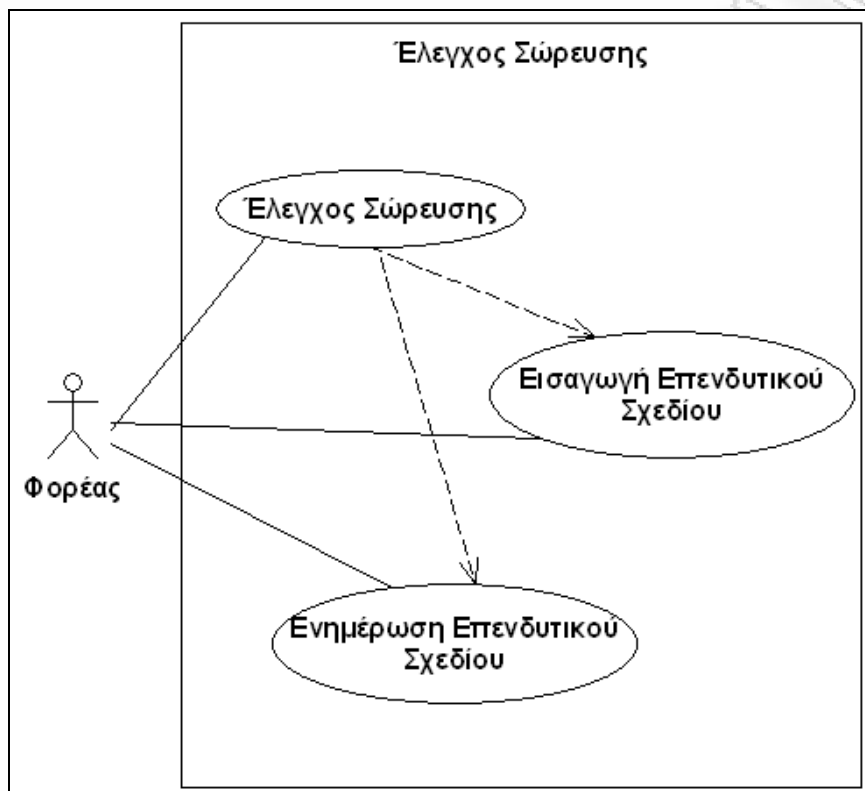 Έλεγχος Σώρευσης
Έλεγχος Σώρευσης
Εισαγωγή Επενδυτικού
Σχεδίου
Φορέας
Ενημέρωση Επενδυτικού
Σχεδίου